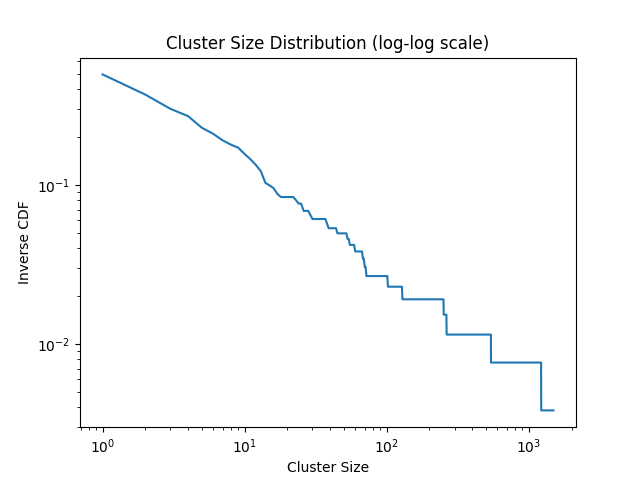 Cluster Size Distribution (log-log scale)
Inverse CDF
10⁻¹
10⁻²
10⁰ 10¹ 10² 10³
Cluster Size